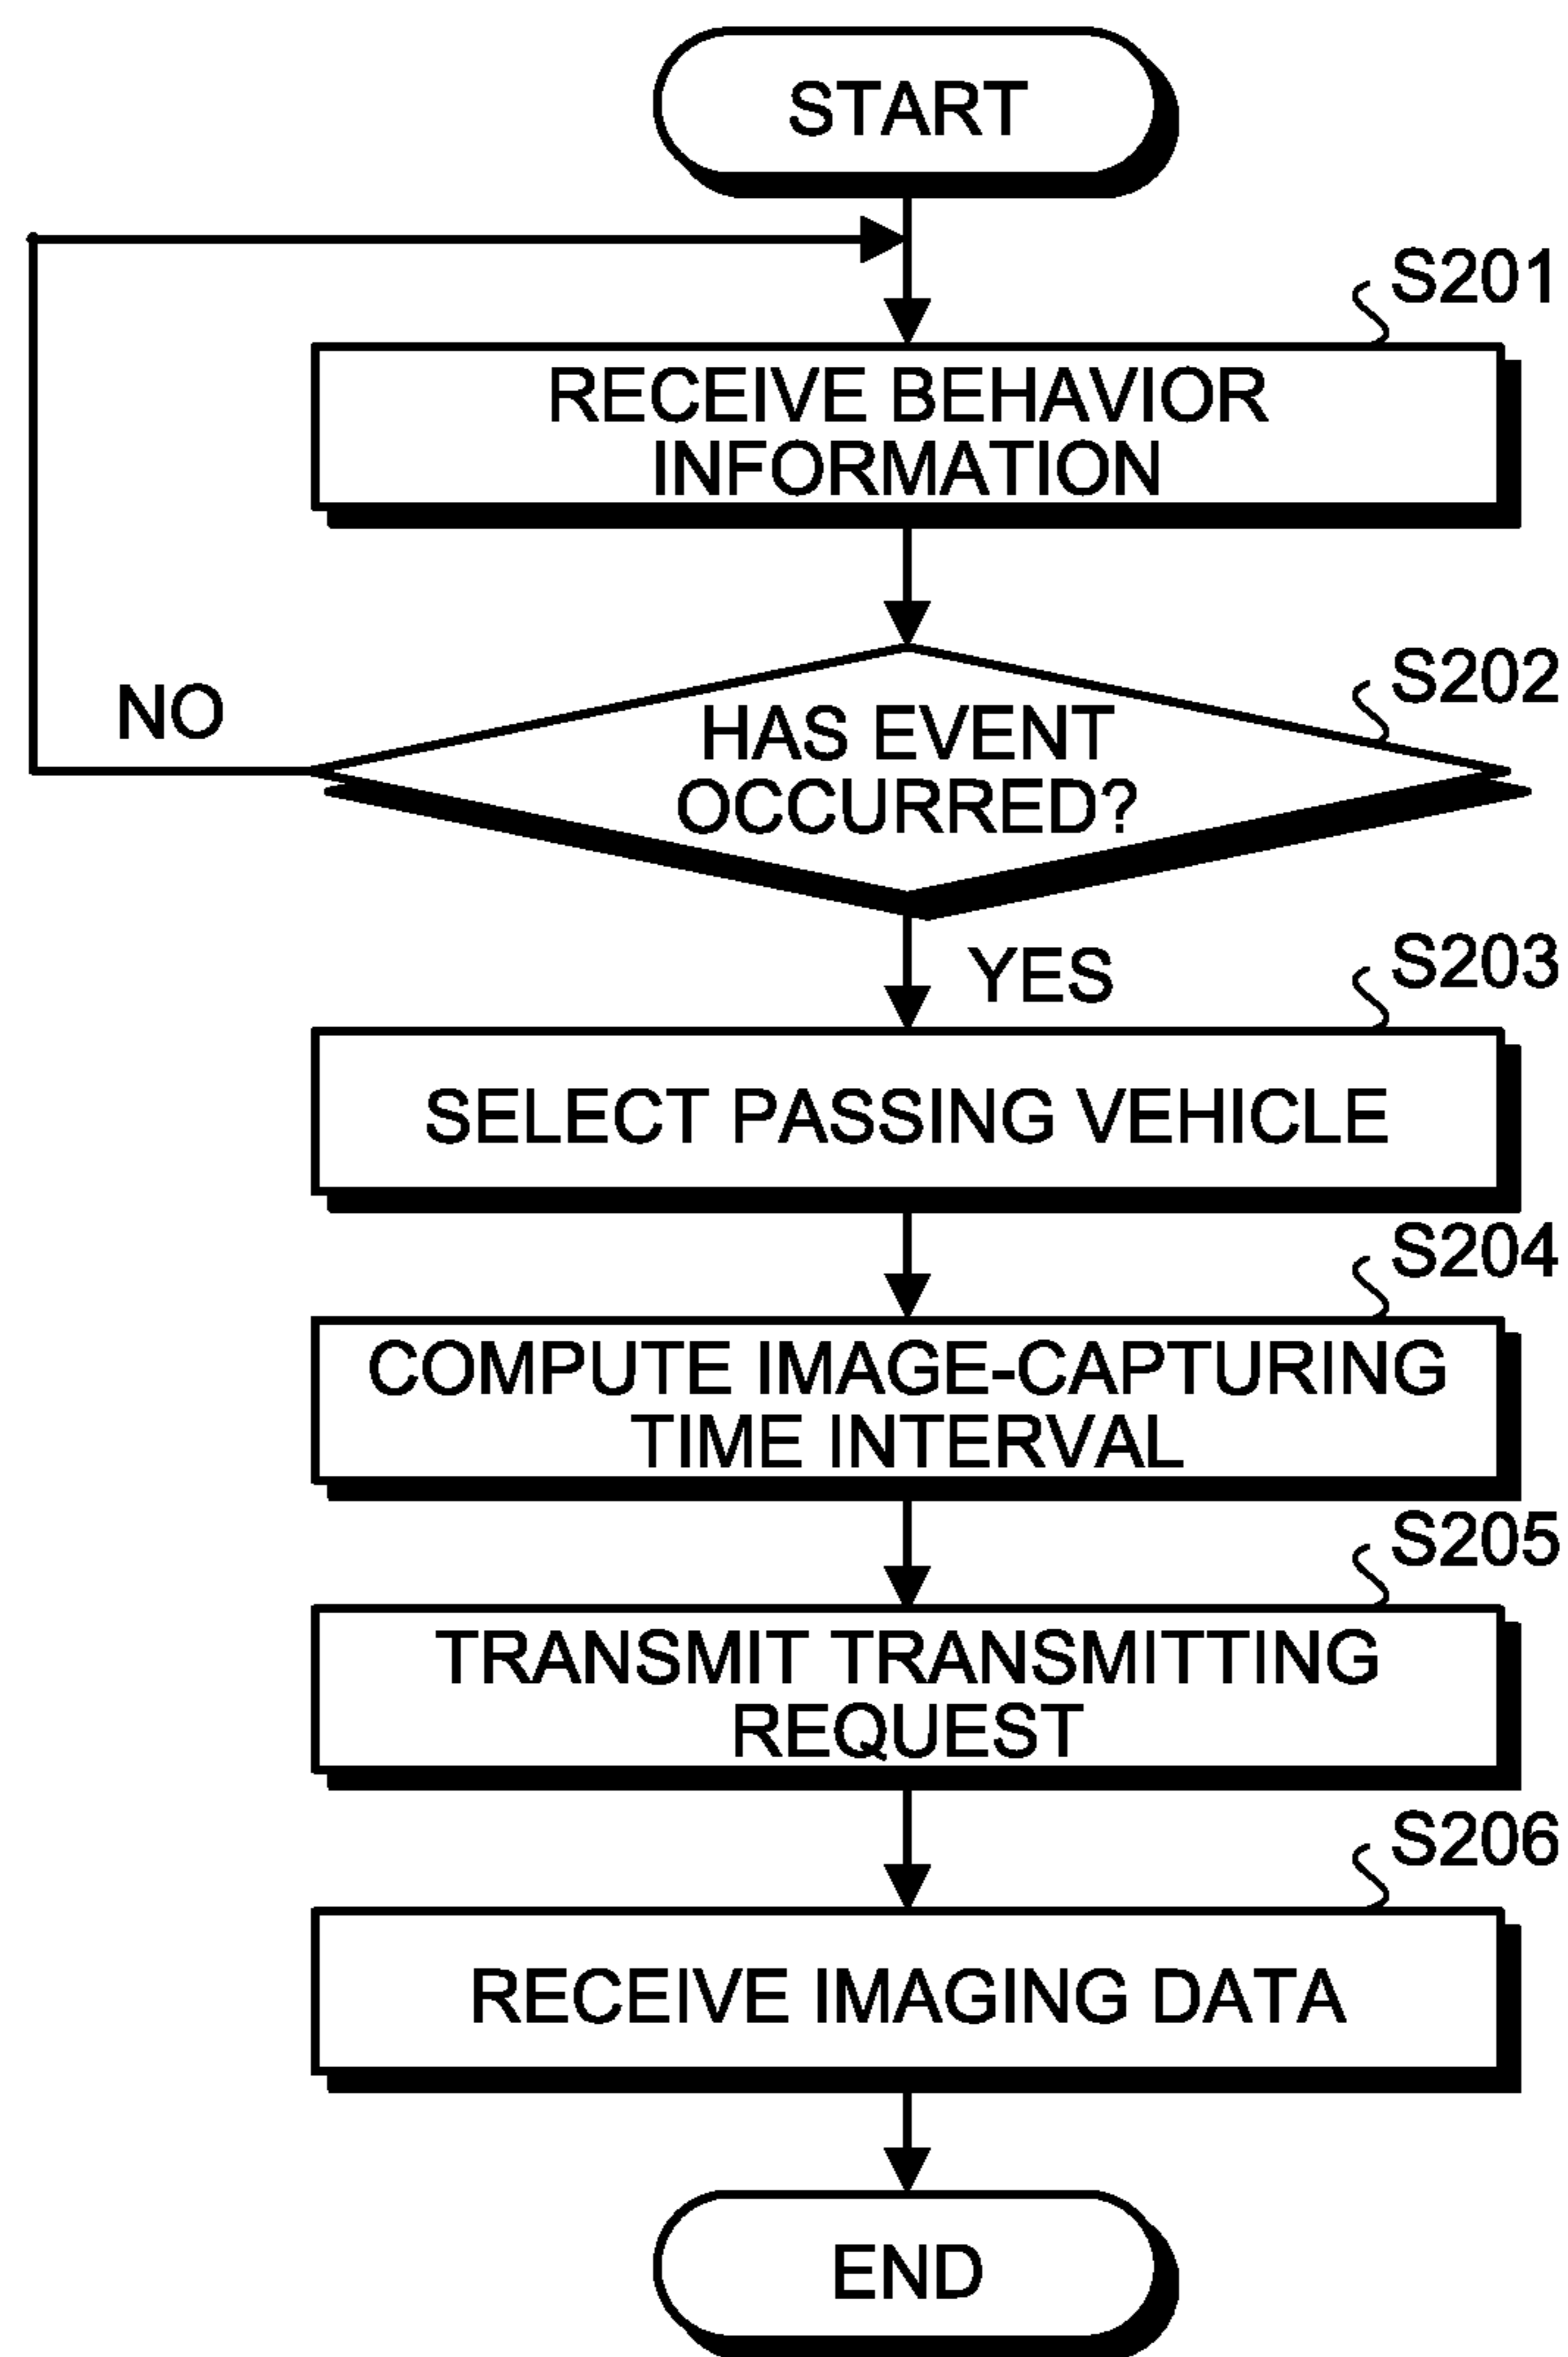 START
S201
RECEIVE BEHAVIOR
INFORMATION
S202
NO
HAS EVENT
OCCURRED?
YES
S203
SELECT PASSING VEHICLE
S204
COMPUTE IMAGE-CAPTURING
TIME INTERVAL
S205
TRANSMIT TRANSMITTING
REQUEST
S206
RECEIVE IMAGING DATA
END